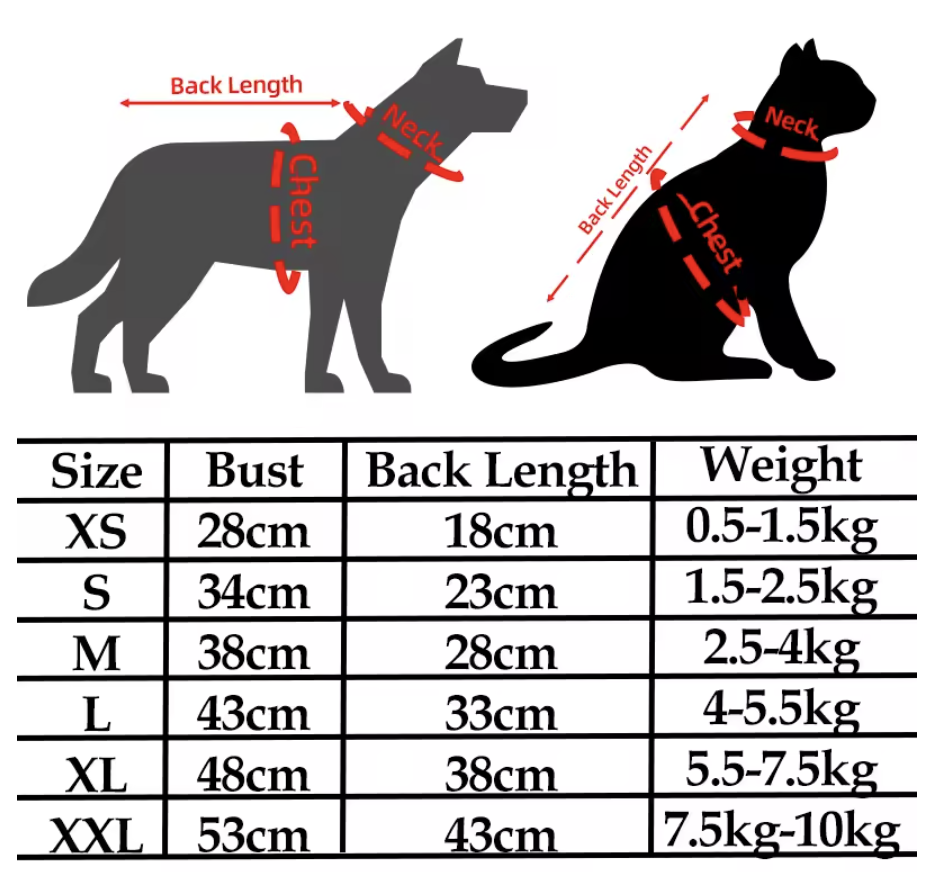 Back Length
Neck
Chest
Back Length
Neck
Chest
Size Bust Back Length Weight
XS 28cm 18cm 0.5-1.5kg
S 34cm 23cm 1.5-2.5kg
M 38cm 28cm 2.5-4kg
L 43cm 33cm 4-5.5kg
XL 48cm 38cm 5.5-7.5kg
XXL 53cm 43cm 7.5kg-10kg